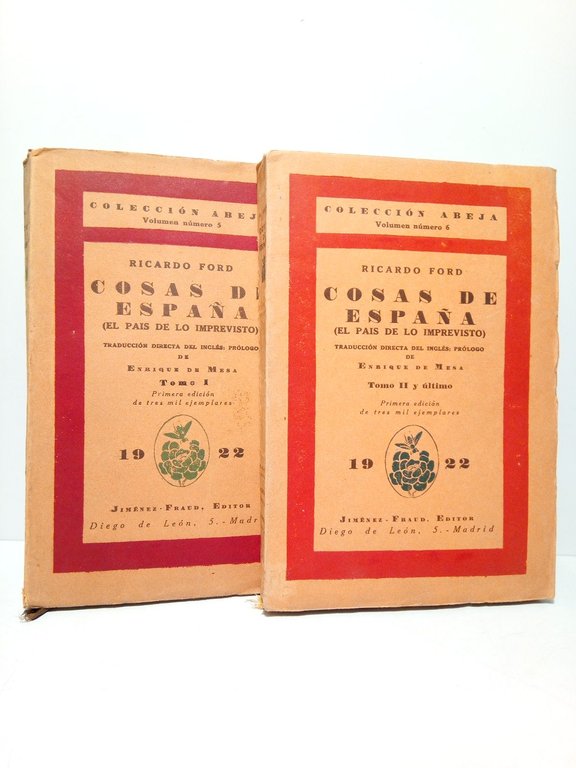 COLECCIÓN ABEJA
Volumen número 5
RICARDO FORD
COSAS DE
ESPAÑA
(EL PAIS DE LO IMPREVISTO)
TRADUCCIÓN DIRECTA DEL INGLÉS: PRÓLOGO
DE
ENRIQUE DE MESA
Tomo I
Primera edición
de tres mil ejemplares
19 22
JIMÉNEZ-FRAUD, EDITOR
Diego de León, 5.-Madrid
COLECCIÓN ABEJA
Volumen número 6
RICARDO FORD
COSAS DE
ESPAÑA
(EL PAIS DE LO IMPREVISTO)
TRADUCCIÓN DIRECTA DEL INGLÉS; PRÓLOGO
DE
ENRIQUE DE MESA
Tomo II y último
Primera edición
de tres mil ejemplares
19 22
JIMÉNEZ-FRAUD, EDITOR
Diego de León, 5.-Madrid